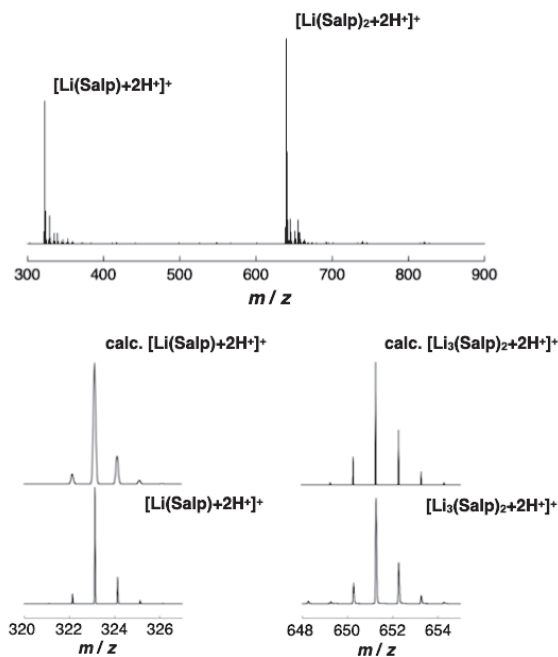 [Li(Salp)₂+2H⁺]⁺
[Li(Salp)+2H⁺]⁺
300 400 500 600 700 800 900
m / z
calc. [Li(Salp)+2H⁺]⁺ calc. [Li₃(Salp)₂+2H⁺]⁺
[Li(Salp)+2H⁺]⁺ [Li₃(Salp)₂+2H⁺]⁺
320 322 324 326 648 650 652 654
m / z m / z